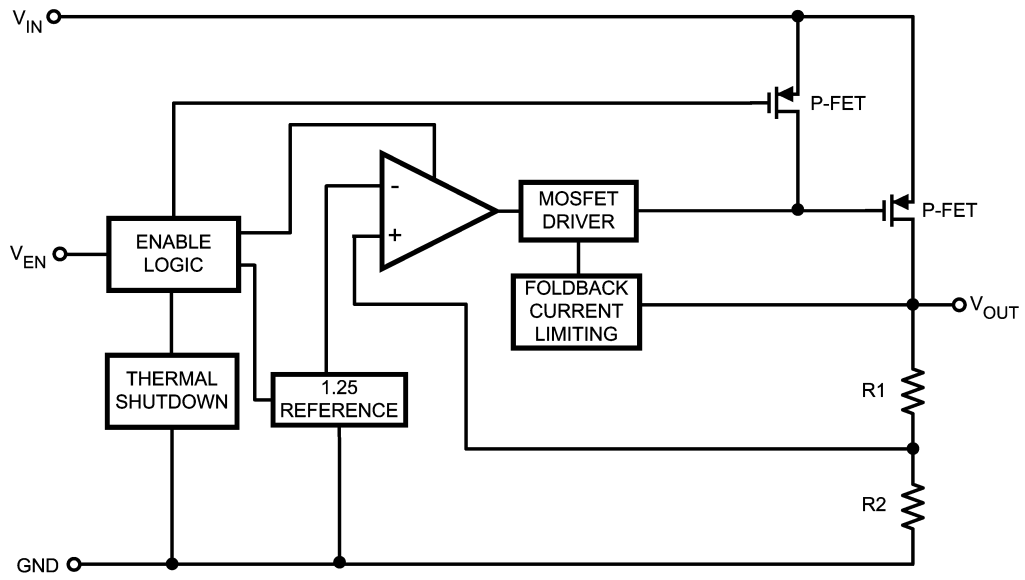 VIN
P-FET
P-FET
-
+
MOSFET
DRIVER
ENABLE
LOGIC
VEN
FOLDBACK
CURRENT
LIMITING
VOUT
THERMAL
SHUTDOWN
1.25
REFERENCE
R1
R2
GND